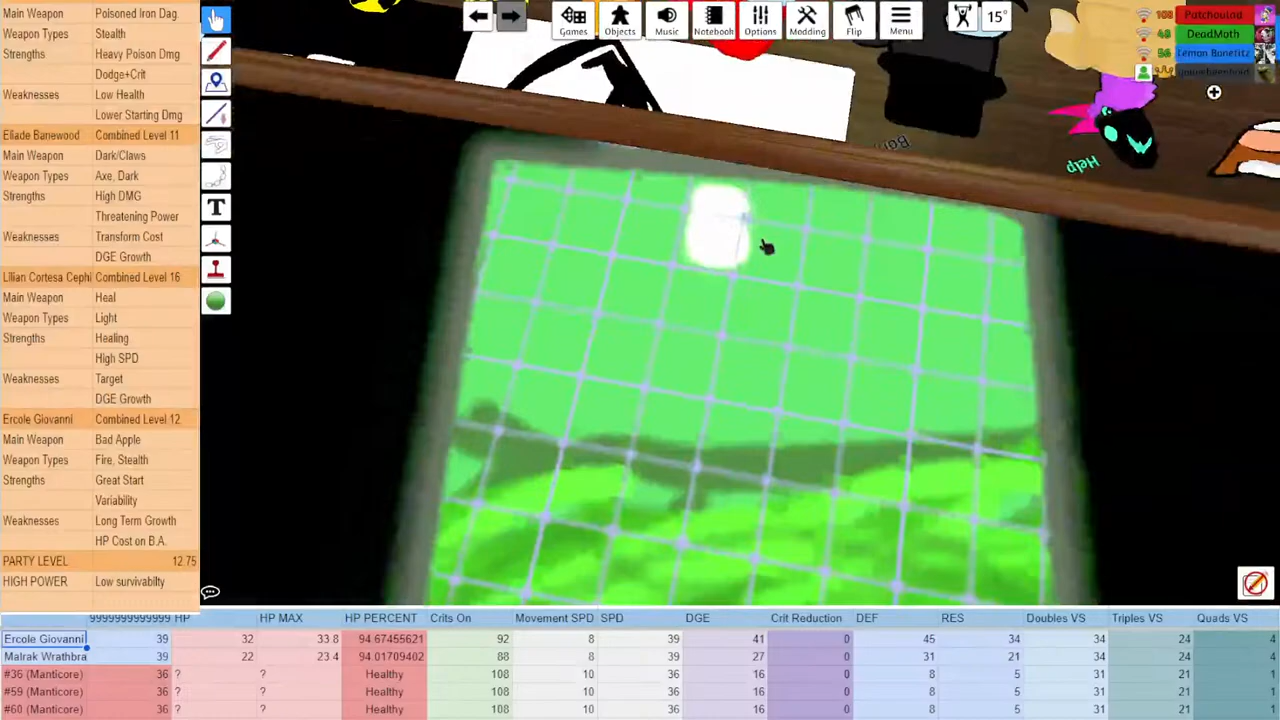 Main Weapon Poisoned Iron Dag.
Weapon Types Stealth
Strengths High Poison Dmg
Dodge+Crit
Weaknesses Low Health
Lower Starting Dmg
Eliade Banewood Combined Level 11
Main Weapon Dark/Claws
Weapon Types Axe, Dark
Strengths High DMG
Threatening Power
Weaknesses Transform Cost
DGE Growth
Lilian Cortesa Cephi Combined Level 16
Main Weapon Heal
Weapon Types Light
Strengths Healing
High SPD
Weaknesses Target
DGE Growth
Ercole Giovanni Combined Level 12
Main Weapon Bad Apple
Weapon Types Fire, Stealth
Strengths Great Start
Variability
Weaknesses Long Term Growth
HP Cost on B.A.
PARTY LEVEL 12.75
HIGH POWER Low survivabilty
Games Objects Music Notebook Options Modding Flip Menu 15°
108 Patchound
48 DeadMoth
56 Lemon Bonefitz
Help
T
9999999999999 HP HP MAX HP PERCENT Crits On Movement SPD SPD DGE Crit Reduction DEF RES Doubles VS Triples VS Quads VS
Ercole Giovanni 39 32 33.8 94.67455621 92 8 39 41 0 45 34 34 24 4
Malrak Wrathbra 39 22 23.4 94.01709402 88 8 39 27 0 31 21 34 24 4
#36 (Manticore) 36 ? ? Healthy 108 10 36 16 0 8 5 31 21 1
#59 (Manticore) 36 ? ? Healthy 108 10 36 16 0 8 5 31 21 1
#60 (Manticore) 36 ? ? Healthy 108 10 36 16 0 8 5 31 21 1